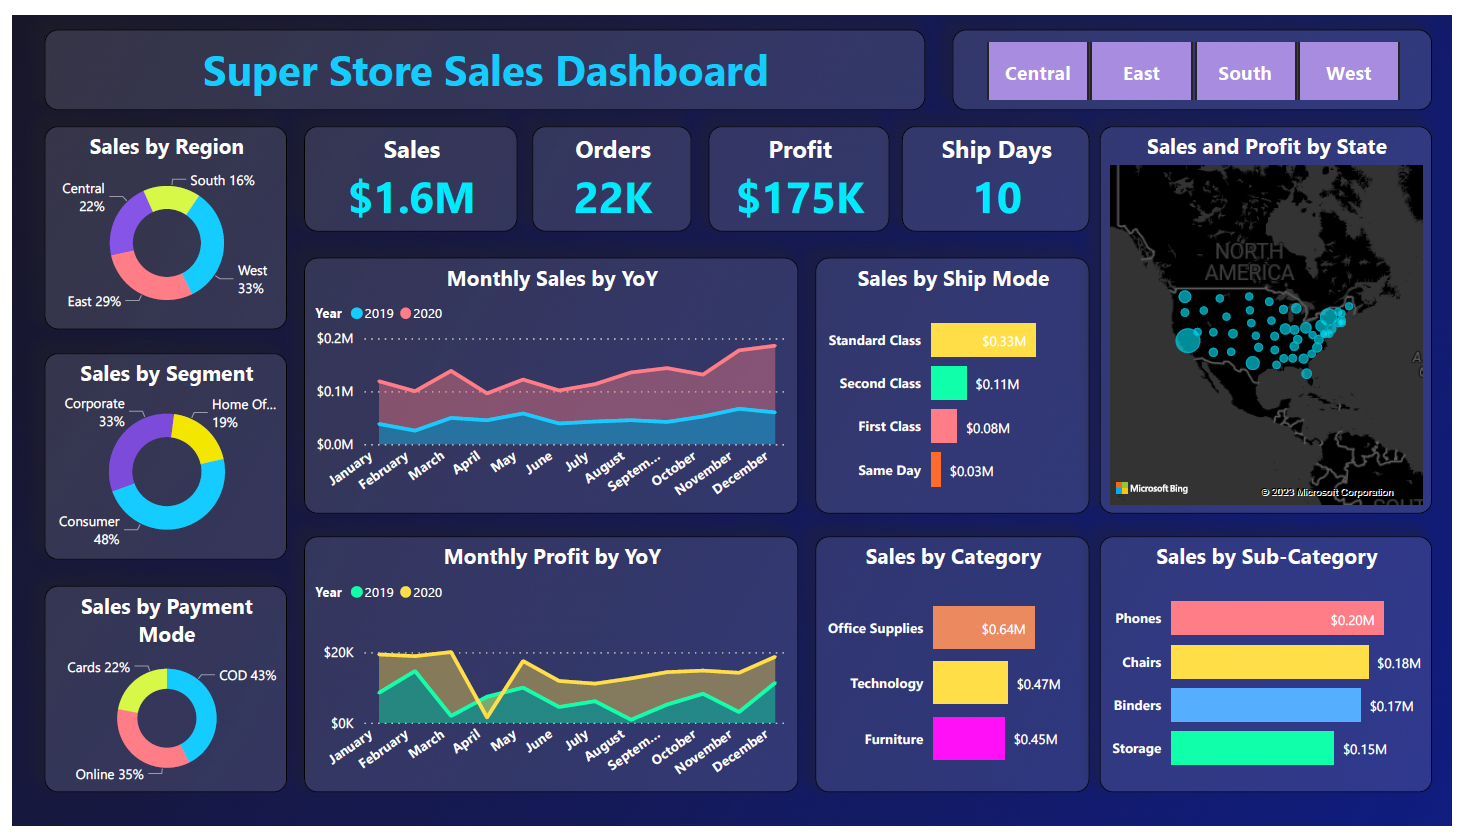 Super Store Sales Dashboard
Central East South West
Sales by Region
South 16%
Central
22%
West
33%
East 29%
Sales
$1.6M
Orders
22K
Profit
$175K
Ship Days
10
Sales and Profit by State
NORTH
AMERICA
Microsoft Bing
© 2023 Microsoft Corporation
Sales by Segment
Corporate
33%
Home Of...
19%
Consumer
48%
Monthly Sales by YoY
Year 2019 2020
$0.2M
$0.1M
$0.0M
January February March April May June July August Septem... October November December
Sales by Ship Mode
Standard Class $0.33M
Second Class $0.11M
First Class $0.08M
Same Day $0.03M
Sales by Payment
Mode
Cards 22%
COD 43%
Online 35%
Monthly Profit by YoY
Year 2019 2020
$20K
$0K
January February March April May June July August Septem... October November December
Sales by Category
Office Supplies $0.64M
Technology $0.47M
Furniture $0.45M
Sales by Sub-Category
Phones $0.20M
Chairs $0.18M
Binders $0.17M
Storage $0.15M